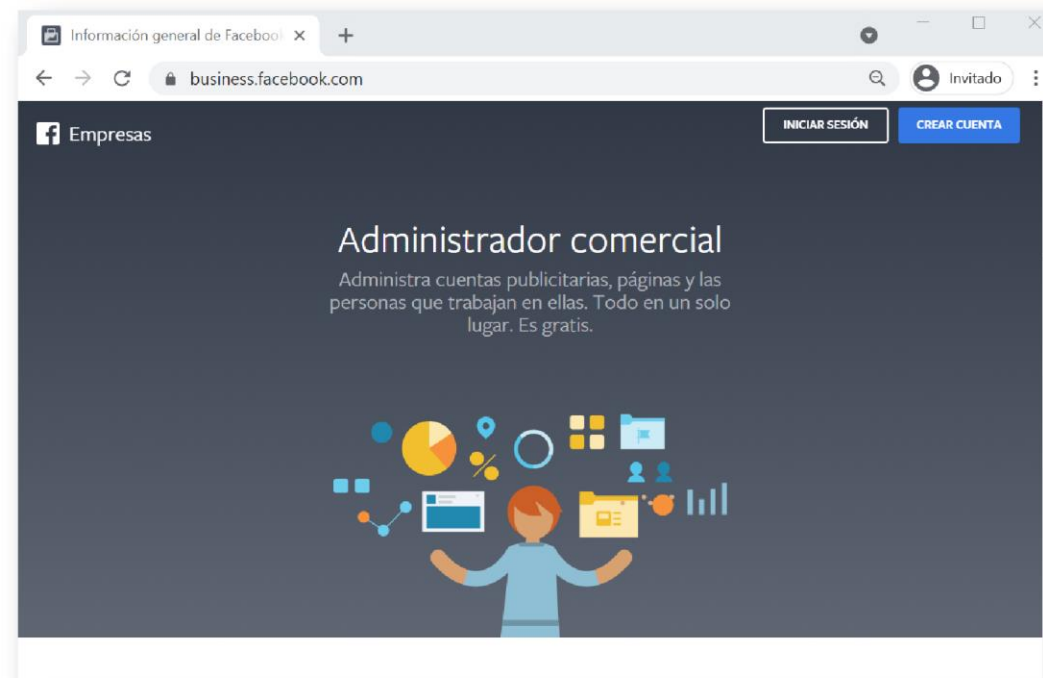 Información general de Facebook
business.facebook.com
Invitado
Empresas
INICIAR SESIÓN
CREAR CUENTA
Administrador comercial
Administra cuentas publicitarias, páginas y las
personas que trabajan en ellas. Todo en un solo
lugar. Es gratis.